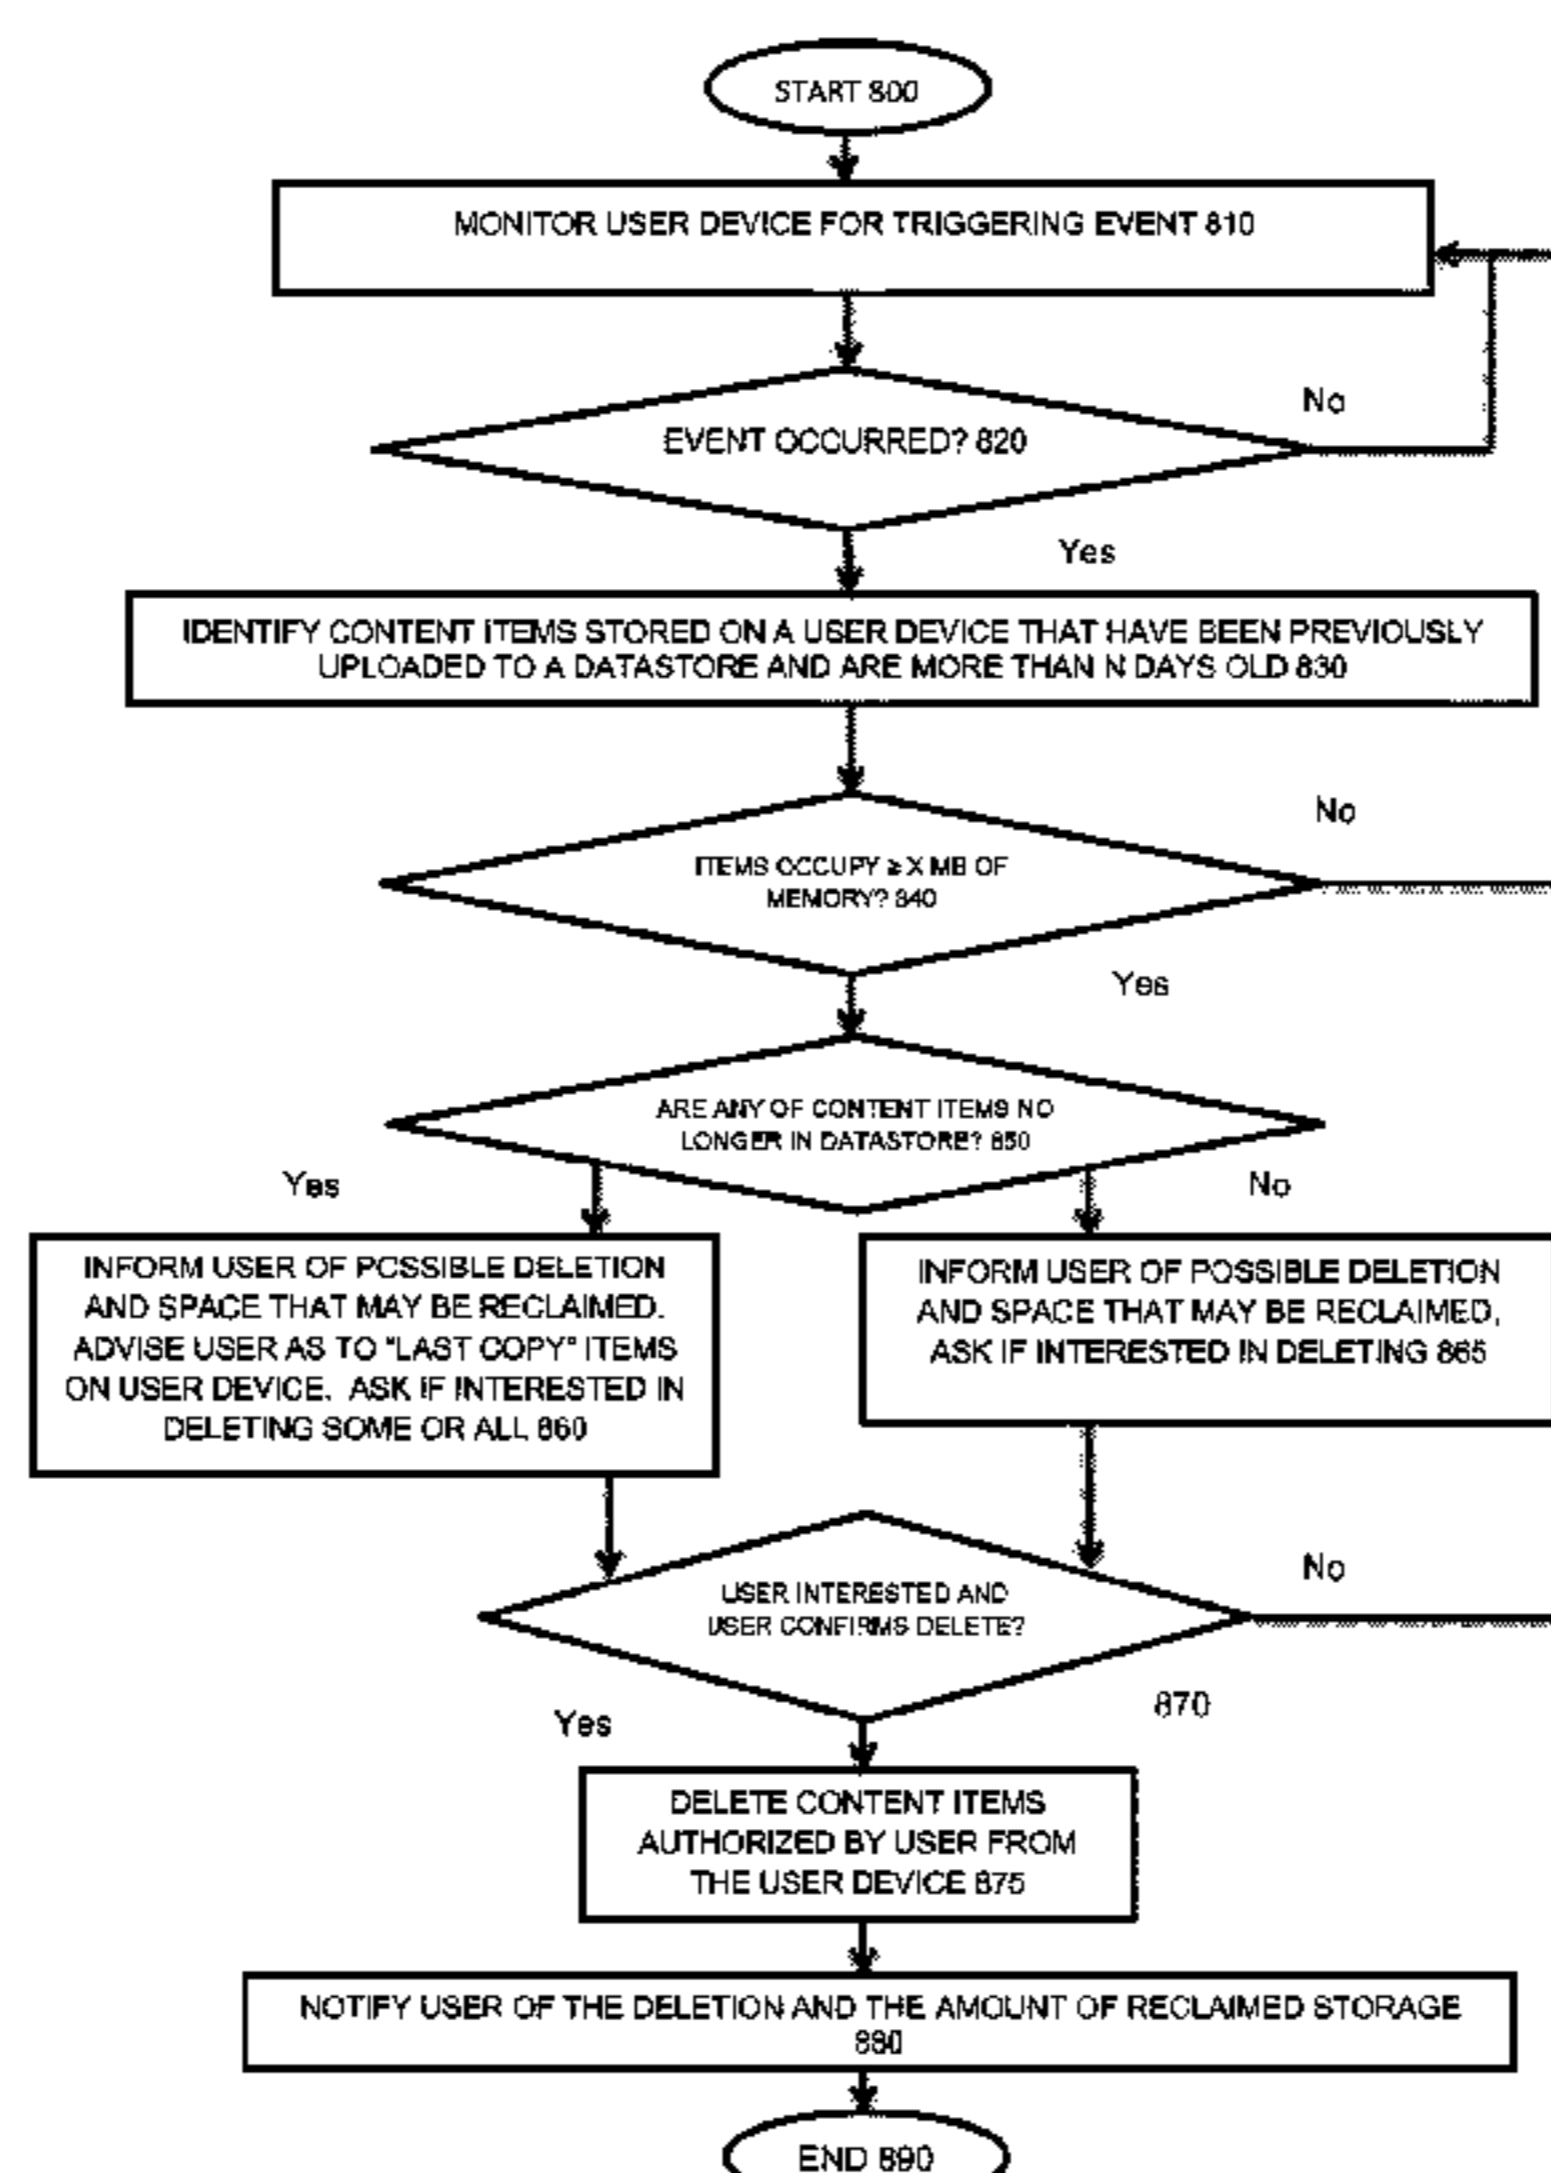 START 800
MONITOR USER DEVICE FOR TRIGGERING EVENT 810
No
EVENT OCCURRED? 820
Yes
IDENTIFY CONTENT ITEMS STORED ON A USER DEVICE THAT HAVE BEEN PREVIOUSLY
UPLOADED TO A DATASTORE AND ARE MORE THAN N DAYS OLD 830
No
ITEMS OCCUPY ≥ X MB OF
MEMORY? 840
Yes
ARE ANY OF CONTENT ITEMS NO
LONGER IN DATASTORE? 850
Yes
No
INFORM USER OF POSSIBLE DELETION
AND SPACE THAT MAY BE RECLAIMED.
ADVISE USER AS TO "LAST COPY" ITEMS
ON USER DEVICE. ASK IF INTERESTED IN
DELETING SOME OR ALL 860
INFORM USER OF POSSIBLE DELETION
AND SPACE THAT MAY BE RECLAIMED,
ASK IF INTERESTED IN DELETING 865
No
USER INTERESTED AND
USER CONFIRMS DELETE?
870
Yes
DELETE CONTENT ITEMS
AUTHORIZED BY USER FROM
THE USER DEVICE 875
NOTIFY USER OF THE DELETION AND THE AMOUNT OF RECLAIMED STORAGE
880
END 890